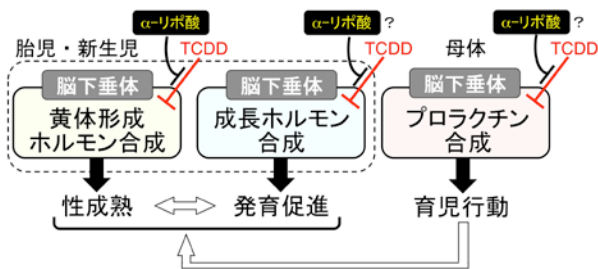 α−リポ酸
α−リポ酸 ?
α−リポ酸 ?
胎児・新生児
TCDD
TCDD
母体
TCDD
脳下垂体
脳下垂体
脳下垂体
黄体形成
ホルモン合成
成長ホルモン
合成
プロラクチン
合成
性成熟
発育促進
育児行動